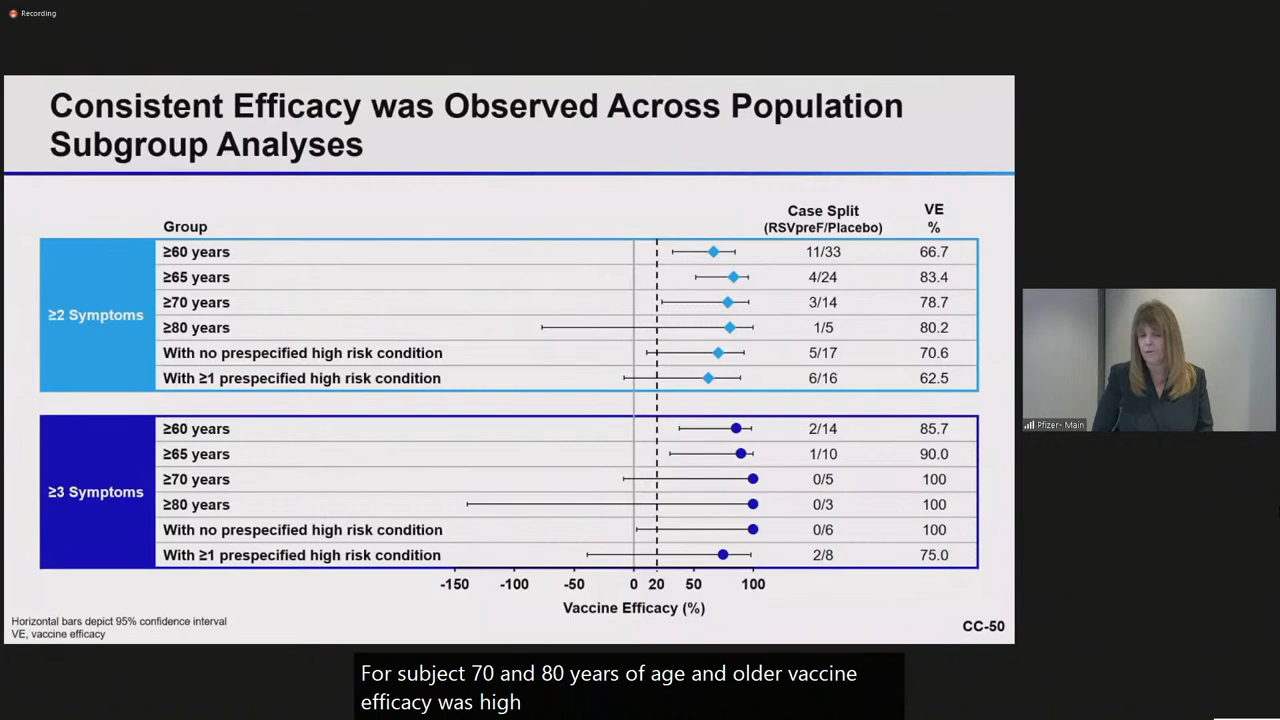 Recording
Consistent Efficacy was Observed Across Population
Subgroup Analyses
Group
Case Split
(RSVpreF/Placebo)
VE
%
≥2 Symptoms
≥60 years 11/33 66.7
≥65 years 4/24 83.4
≥70 years 3/14 78.7
≥80 years 1/5 80.2
With no prespecified high risk condition 5/17 70.6
With ≥1 prespecified high risk condition 6/16 62.5
≥3 Symptoms
≥60 years 2/14 85.7
≥65 years 1/10 90.0
≥70 years 0/5 100
≥80 years 0/3 100
With no prespecified high risk condition 0/6 100
With ≥1 prespecified high risk condition 2/8 75.0
-150 -100 -50 0 20 50 100
Vaccine Efficacy (%)
Horizontal bars depict 95% confidence interval
VE, vaccine efficacy
CC-50
Pfizer- Main
For subject 70 and 80 years of age and older vaccine
efficacy was high